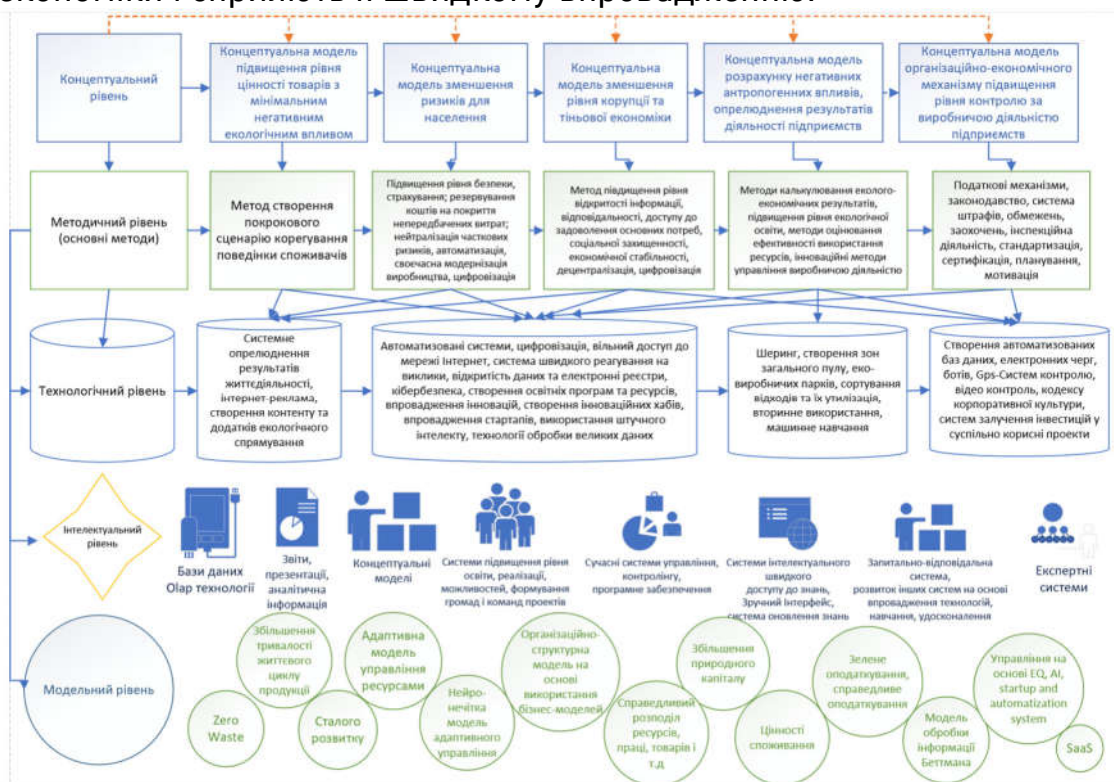 економіки і сприяють її швидкому впровадженню.
Концептуальний
рівень
Концептуальна модель
підвищення рівня
цінності товарів з
мінімальним
негативним
екологічним впливом
Концептуальна
модель зменшення
ризиків для
населення
Концептуальна
модель зменшення
рівня корупції та
тіньової економіки
Концептуальна модель
розрахунку негативних
антропогенних впливів,
опрелюднення результатів
діяльності підприємств
Концептуальна модель
організаційно-економічного
механізму підвищення
рівня контролю за
виробничою діяльністю
підприємств
Методичний рівень
(основні методи)
Метод створення
покрокового
сценарію корегування
поведінки споживачів
Підвищення рівня безпеки,
страхування; резервування
коштів на покриття
непередбачених витрат;
нейтралізація часткових
ризиків, автоматизація,
своєчасна модернізація
виробництва, цифровізація
Метод підвищення рівня
відкритості інформації,
відповідальності, доступу до
задоволення основних потреб,
соціальної захищенності,
економічної стабільності,
децентралізація, цифровізація
Методи калькулювання еколого-
економічних результатів,
підвищення рівня екологічної
освіти, методи оцінювання
ефективності використання
ресурсів, інноваційні методи
управління виробничою діяльністю
Податкові механізми,
законодавство, система
штрафів, обмежень,
заохочень, інспекційна
діяльність, стандартизація,
сертифікація, планування,
мотивація
Технологічний рівень
Системне
опрелюднення
результатів
життєдіяльності,
інтернет-реклама,
створення контенту та
додатків екологічного
спрямування
Автоматизовані системи, цифровізація, вільний доступ до
мережі Інтернет, система швидкого реагування на
виклики, відкритість даних та електронні реєстри,
кібербезпека, створення освітніх програм та ресурсів,
впровадження інновацій, створення інноваційних хабів,
впровадження стартапів, використання штучного
інтелекту, технології обробки великих даних
Шеринг, створення зон
загального пулу, еко-
виробничих парків, сортування
відходів та їх утилізація,
вторинне використання,
машинне навчання
Створення автоматизованих
баз даних, електронних черг,
ботів, Gps-Систем контролю,
відео контроль, кодексу
корпоративної культури,
систем залучення інвестицій у
суспільно корисні проекти
Інтелектуальний
рівень
Бази даних
Olap технології
Звіти,
презентації,
аналітична
інформація
Концептуальні
моделі
Системи підвищення рівня
освіти, реалізації,
можливостей, формування
громад і команд проектів
Сучасні системи управління,
контролінгу,
програмне забезпечення
Системи інтелектуального
швидкого
доступу до знань,
Зручний Інтерфейс,
система оновлення знань
Запитально-відповідальна
система,
розвиток інших систем на основі
впровадження технологій,
навчання, удосконалення
Експертні
системи
Модельний рівень
Zero
Waste
Збільшення
тривалості
життєвого
циклу
продукції
Сталого
розвитку
Адаптивна
модель
управління
ресурсами
Нейро-
нечітка
модель
адаптивного
управління
Організаційно-
структурна
модель на
основі
використання
бізнес-моделей
Справедливий
розподіл
ресурсів,
праці, товарів і
т.д
Збільшення
природного
капіталу
Цінності
споживання
Зелене
оподаткування,
справедливе
оподаткування
Модель
обробки
інформації
Беттмана
Управління на
основі EQ, AI,
startup and
automatization
system
SaaS